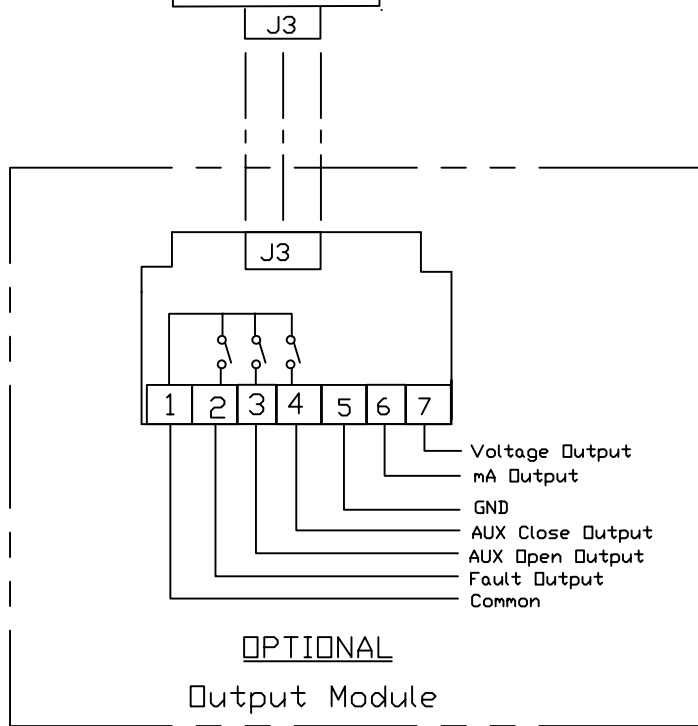 J3
J3
1 2 3 4 5 6 7
Voltage Output
mA Output
GND
AUX Close Output
AUX Open Output
Fault Output
Common
OPTIONAL
Output Module